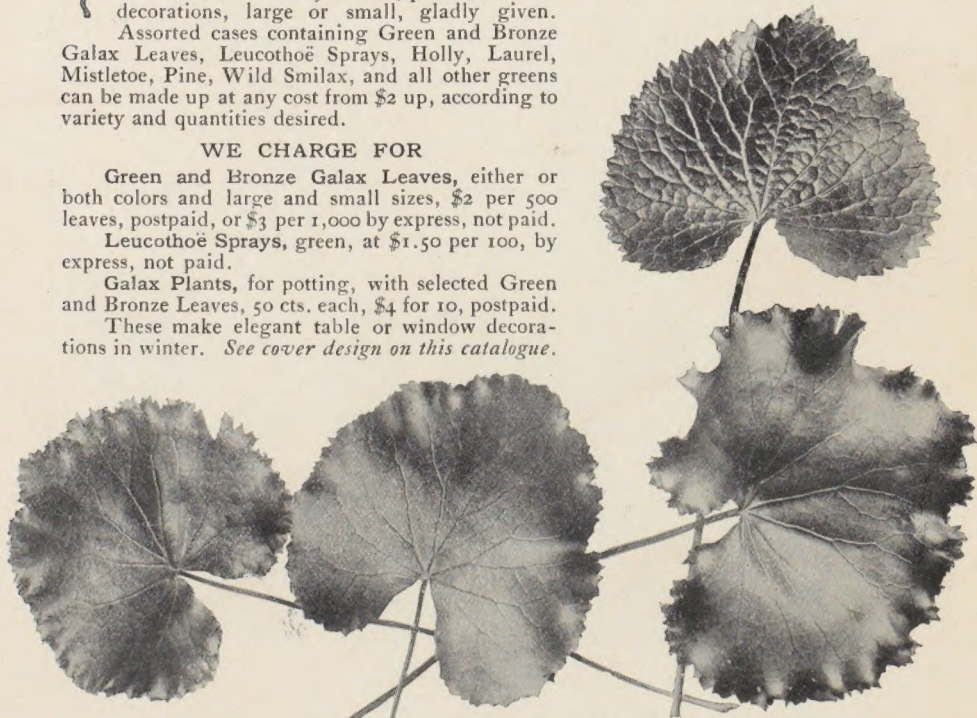 decorations, large or small, gladly given.
Assorted cases containing Green and Bronze
Galax Leaves, Leucothoë Sprays, Holly, Laurel,
Mistletoe, Pine, Wild Smilax, and all other greens
can be made up at any cost from $2 up, according to
variety and quantities desired.
WE CHARGE FOR
Green and Bronze Galax Leaves, either or
both colors and large and small sizes, $2 per 500
leaves, postpaid, or $3 per 1,000 by express, not paid.
Leucothoë Sprays, green, at $1.50 per 100, by
express, not paid.
Galax Plants, for potting, with selected Green
and Bronze Leaves, 50 cts. each, $4 for 10, postpaid.
These make elegant table or window decora-
tions in winter. See cover design on this catalogue.